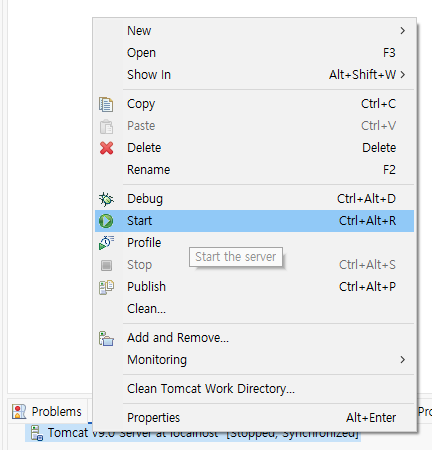 New
Open F3
Show In Alt+Shift+W
Copy Ctrl+C
Paste Ctrl+V
Delete Delete
Rename F2
Debug Ctrl+Alt+D
Start Ctrl+Alt+R
Profile
Start the server
Stop Ctrl+Alt+S
Publish Ctrl+Alt+P
Clean...
Add and Remove...
Monitoring
Clean Tomcat Work Directory...
Properties Alt+Enter
Problems Pro
Tomcat v9.0 Server at localhost [Stopped, Synchronized]